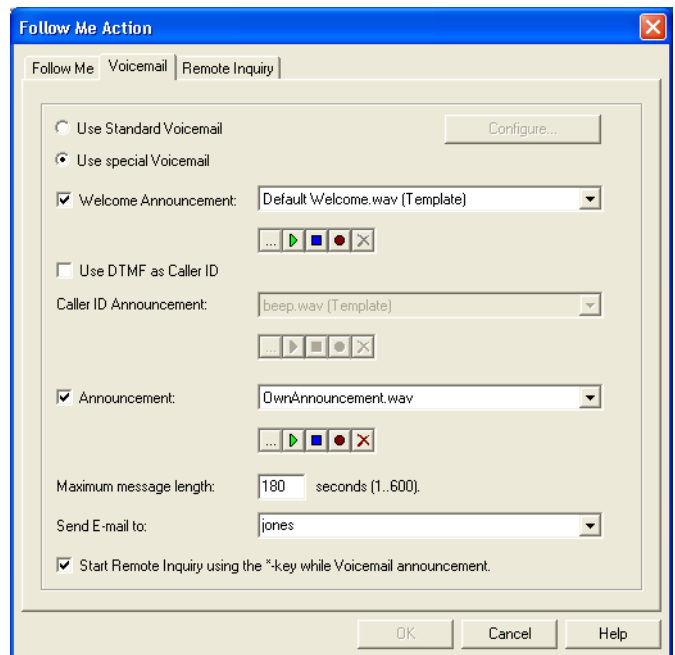 Follow Me Action
Follow Me Voicemail Remote Inquiry
Use Standard Voicemail Configure...
Use special Voicemail
Welcome Announcement: Default Welcome.wav (Template)
...
Use DTMF as Caller ID
Caller ID Announcement: beep.wav (Template)
...
Announcement: OwnAnnouncement.wav
...
Maximum message length: 180 seconds (1..600).
Send E-mail to: jones
Start Remote Inquiry using the *-key while Voicemail announcement.
OK Cancel Help